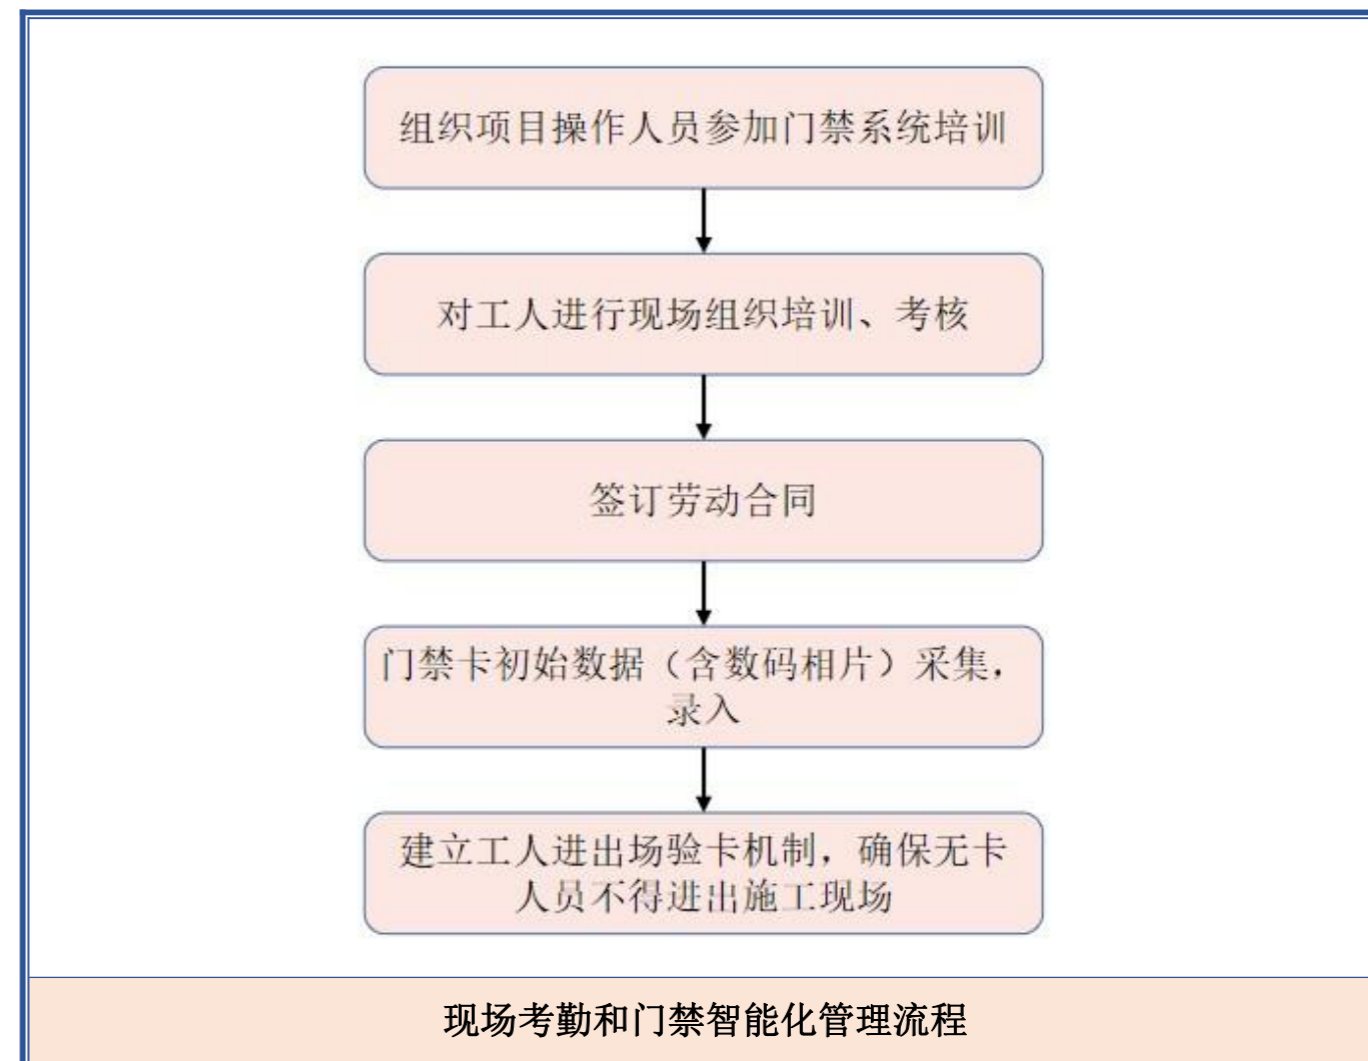 组织项目操作人员参加门禁系统培训
对工人进行现场组织培训、考核
签订劳动合同
门禁卡初始数据（含数码相片）采集，
录入
建立工人进出场验卡机制，确保无卡
人员不得进出施工现场
现场考勤和门禁智能化管理流程